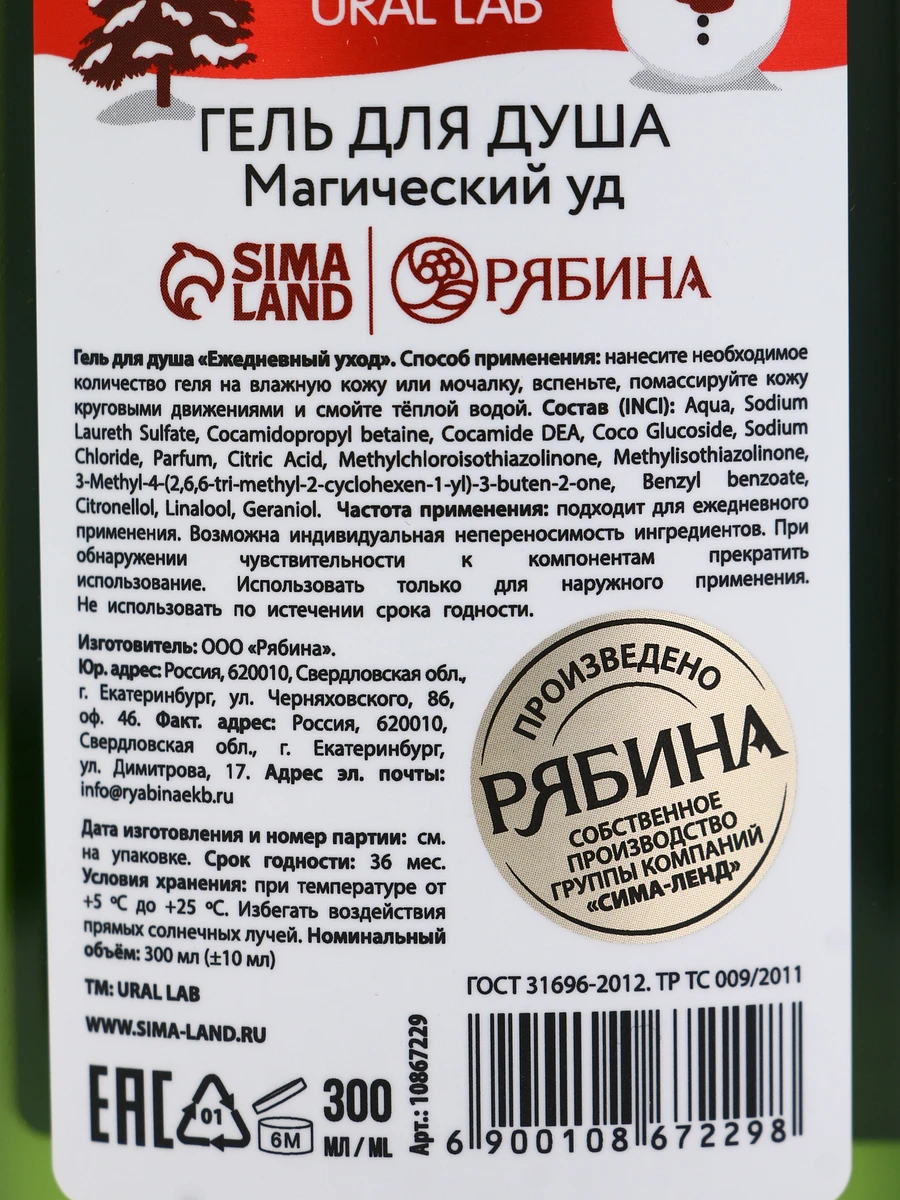 URAL LAB
ГЕЛЬ ДЛЯ ДУША
Магический уд
SIMA LAND
РЯБИНА
Гель для душа «Ежедневный уход». Способ применения: нанесите необходимое
количество геля на влажную кожу или мочалку, вспеньте, помассируйте кожу
круговыми движениями и смойте тёплой водой. Состав (INCI): Aqua, Sodium
Laureth Sulfate, Cocamidopropyl betaine, Cocamide DEA, Coco Glucoside, Sodium
Chloride, Parfum, Citric Acid, Methylchloroisothiazolinone, Methylisothiazolinone,
3-Methyl-4-(2,6,6-tri-methyl-2-cyclohexen-1-yl)-3-buten-2-one, Benzyl benzoate,
Citronellol, Linalool, Geraniol. Частота применения: подходит для ежедневного
применения. Возможна индивидуальная непереносимость ингредиентов. При
обнаружении чувствительности к компонентам прекратить
использование. Использовать только для наружного применения.
Не использовать по истечении срока годности.
Изготовитель: ООО «Рябина».
Юр. адрес: Россия, 620010, Свердловская обл.,
г. Екатеринбург, ул. Черняховского, 86,
оф. 46. Факт. адрес: Россия, 620010,
Свердловская обл., г. Екатеринбург,
ул. Димитрова, 17. Адрес эл. почты:
info@ryabinaekb.ru
Дата изготовления и номер партии: см.
на упаковке. Срок годности: 36 мес.
Условия хранения: при температуре от
+5 °С до +25 °С. Избегать воздействия
прямых солнечных лучей. Номинальный
объём: 300 мл (±10 мл)
ТМ: URAL LAB
WWW.SIMA-LAND.RU
ПРОИЗВЕДЕНО
РЯБИНА
СОБСТВЕННОЕ
ПРОИЗВОДСТВО
ГРУППЫ КОМПАНИЙ
«СИМА-ЛЕНД»
ГОСТ 31696-2012. ТР ТС 009/2011
EAC
01
6M
300
МЛ / ML
Арт.: 10867229
6 900108 672298